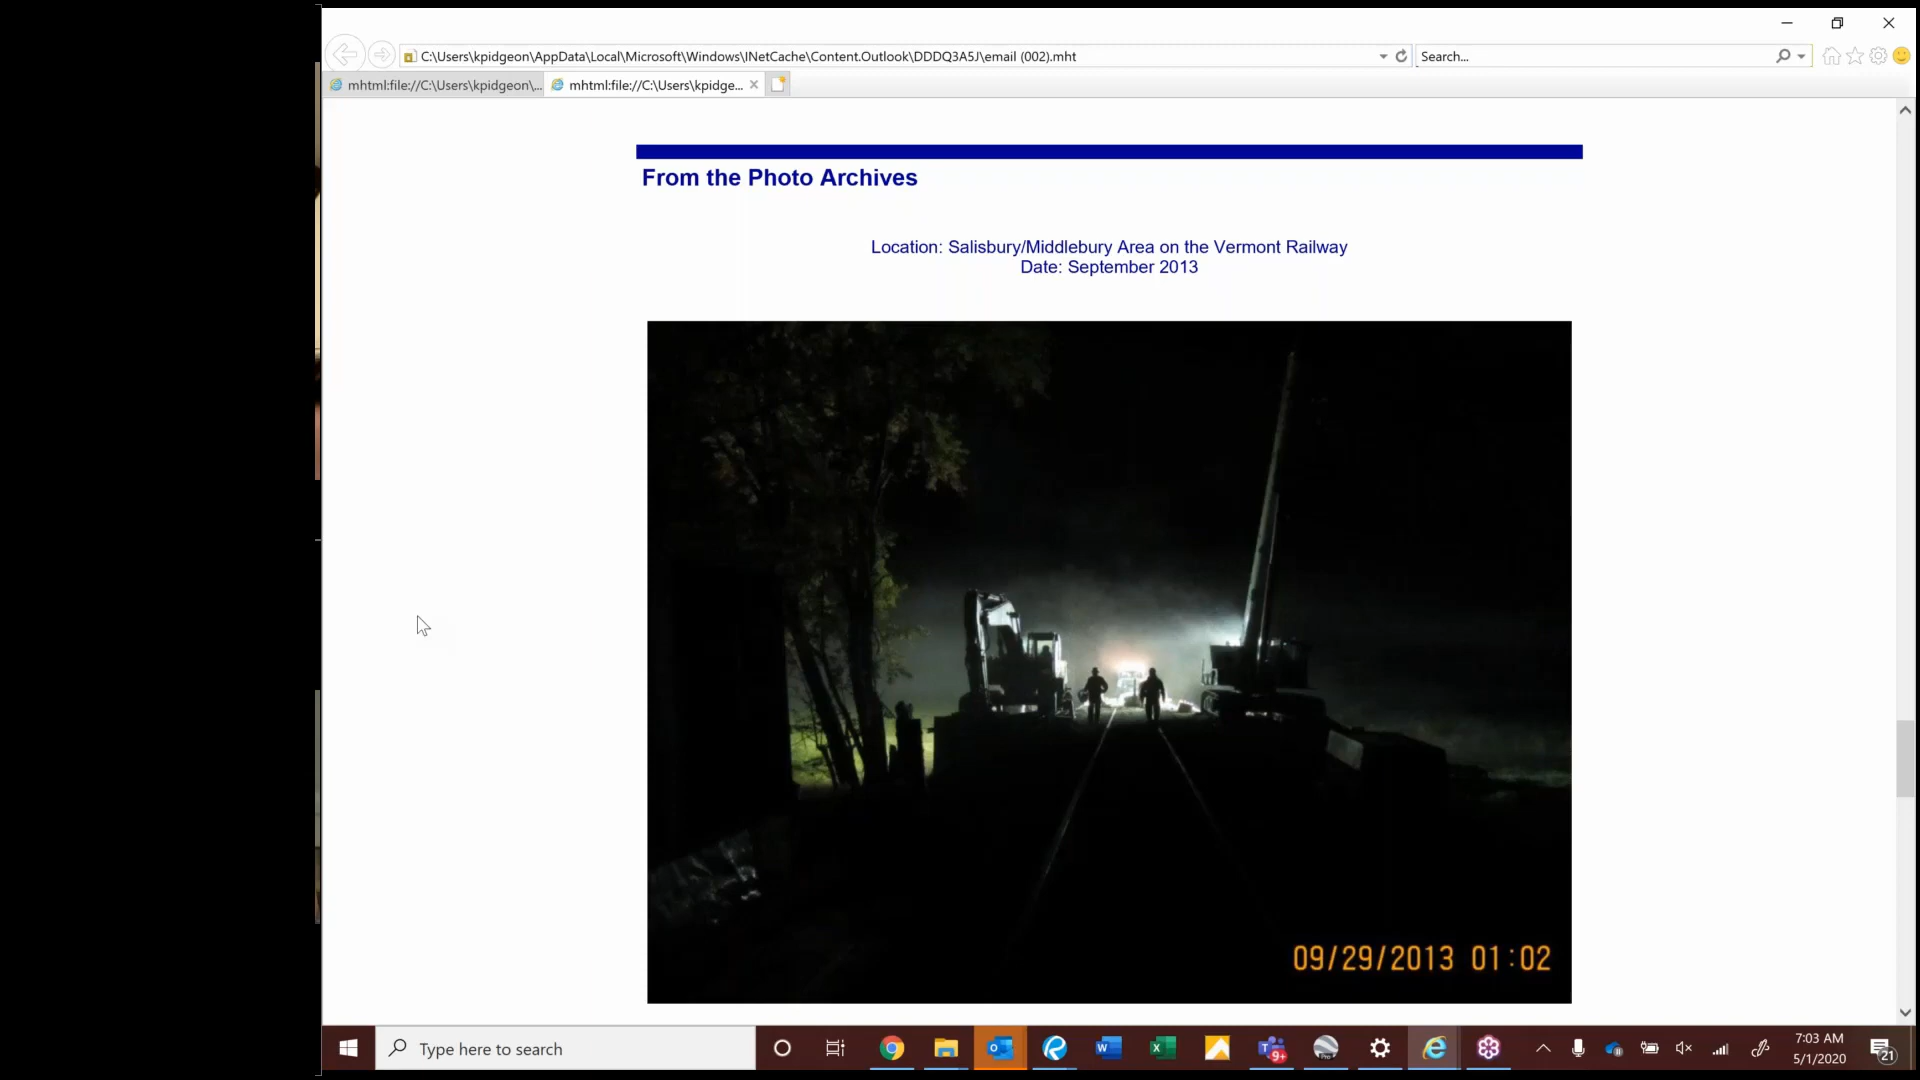 C:\Users\kpidgeon\AppData\Local\Microsoft\Windows\INetCache\Content.Outlook\DDDQ3A5J\email (002).mht
Search...
mhtml:file://C:\Users\kpidgeon\...
mhtml:file://C:\Users\kpidge...
From the Photo Archives
Location: Salisbury/Middlebury Area on the Vermont Railway
Date: September 2013
09/29/2013 01:02
Type here to search
9+
Pro
7:03 AM
5/1/2020
21